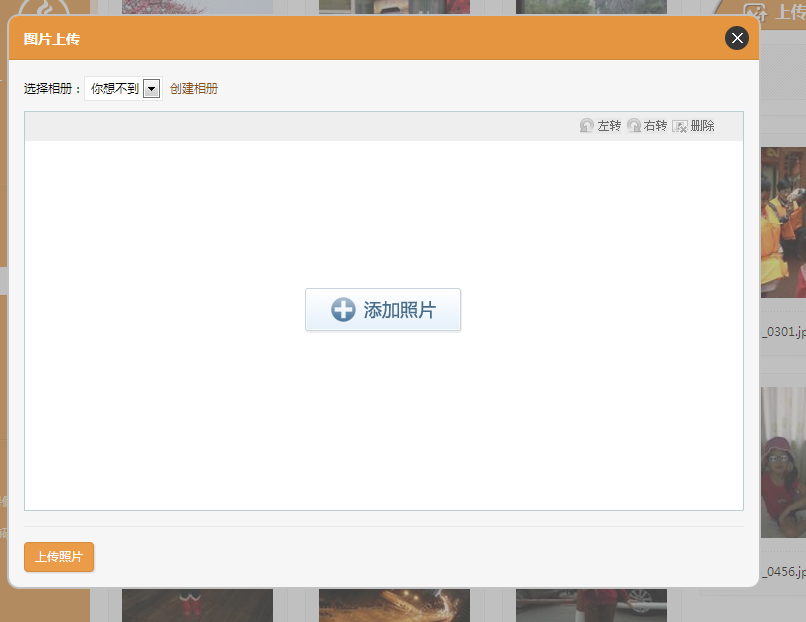 上传
图片上传
选择相册： 你想不到 创建相册
左转 右转 删除
添加照片
_0301.jp
_0456.jp
上传照片